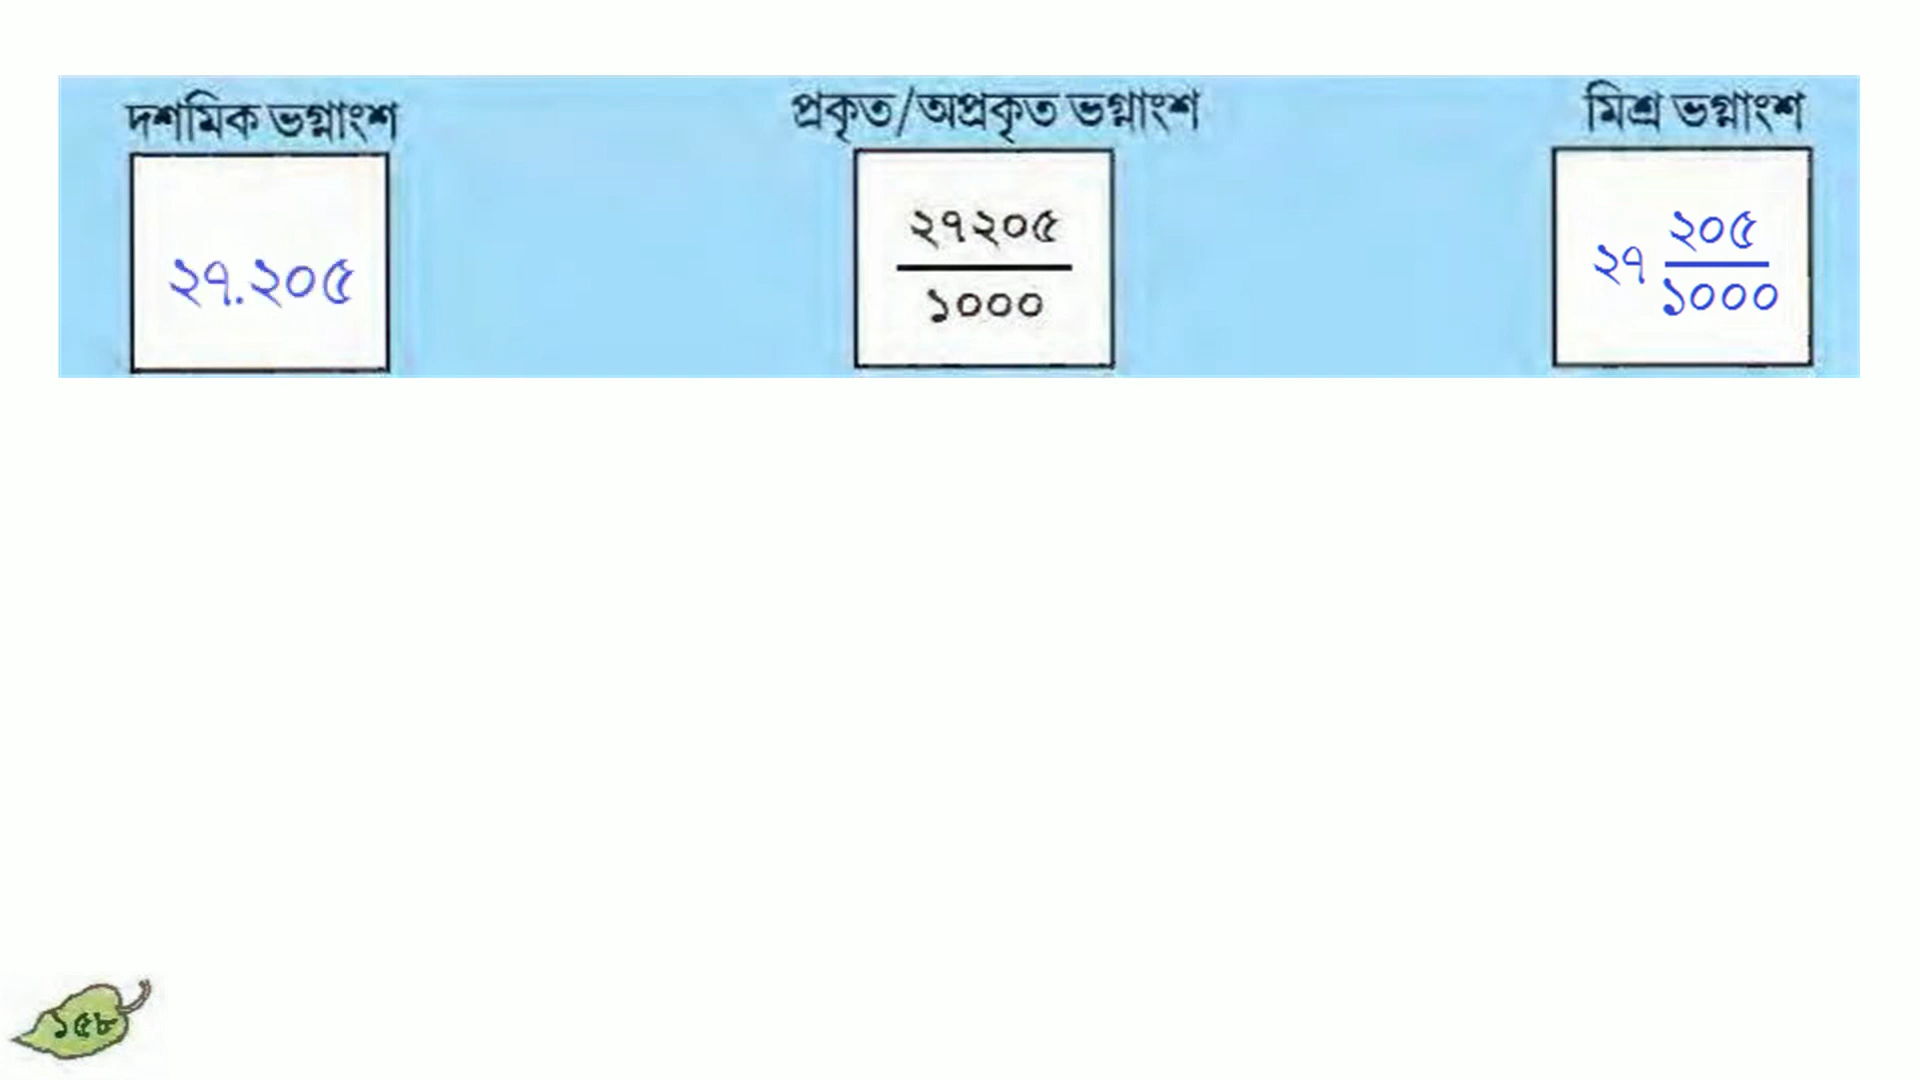 দশমিক ভগ্নাংশ
প্রকৃত/অপ্রকৃত ভগ্নাংশ
মিশ্র ভগ্নাংশ
২৭.২০৫
২৭২০৫
১০০০
২৭ ২০৫
১০০০
১৫৮